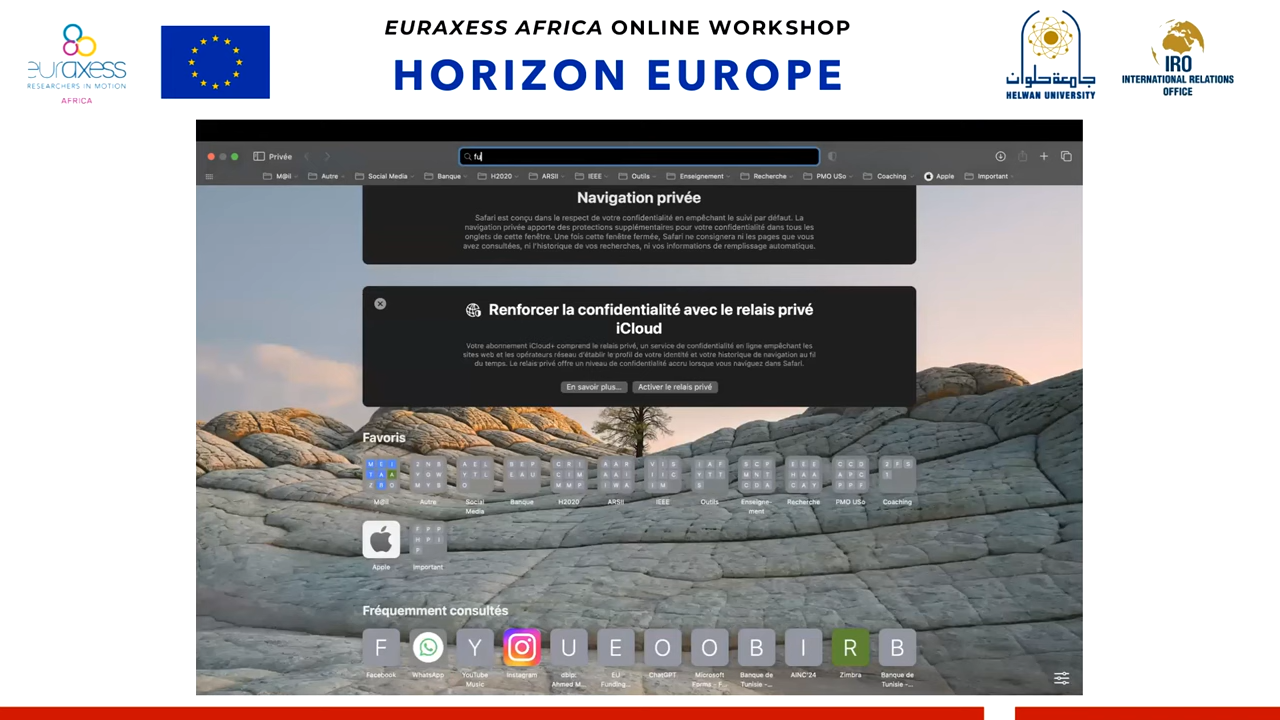 EURAXESS AFRICA ONLINE WORKSHOP
HORIZON EUROPE
euraxess
RESEARCHERS IN MOTION
AFRICA
جامعة حلوان
HELWAN UNIVERSITY
IRO
INTERNATIONAL RELATIONS
OFFICE
Privée
fu
M@il Autre Social Media Banque H2020 ARSII IEEE Outils Enseignement Recherche PMO USo Coaching Apple Important
Navigation privée
Safari est conçu dans le respect de votre confidentialité en empêchant le suivi par défaut. La
navigation privée apporte des protections supplémentaires pour votre confidentialité dans tous les
onglets de cette fenêtre. Une fois cette fenêtre fermée, Safari ne consignera ni les pages que vous
avez consultées, ni l'historique de vos recherches, ni vos informations de remplissage automatique.
Renforcer la confidentialité avec le relais privé
iCloud
Votre abonnement iCloud+ comprend le relais privé, un service de confidentialité en ligne empêchant les
sites web et les opérateurs réseau d'établir le profil de votre identité et votre historique de navigation au fil
du temps. Le relais privé offre un niveau de confidentialité accru lorsque vous naviguez dans Safari.
En savoir plus... Activer le relais privé
Favoris
M@il Autre Social Media Banque H2020 ARSII IEEE Outils Enseigne-ment Recherche PMO USo Coaching
Apple Important
Fréquemment consultés
F Y U E O O B I R B
Facebook WhatsApp YouTube Music Instagram dblp: Ahmed M... EU Funding... ChatGPT Microsoft Forms - F... Banque de Tunisie -... AINC'24 Zimbra Banque de Tunisie -...